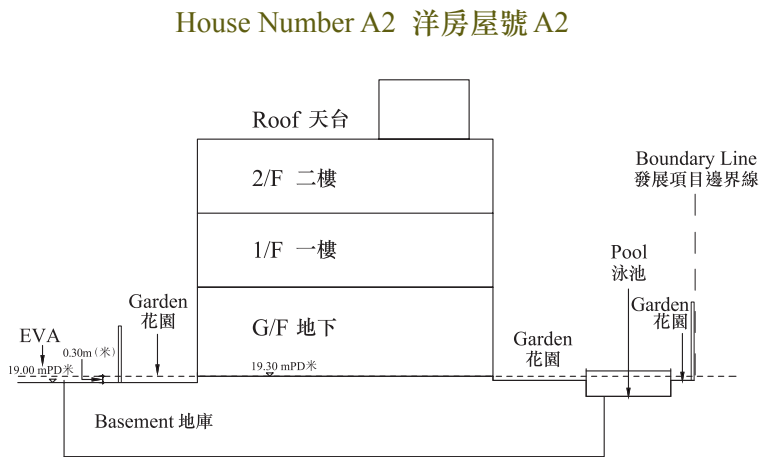 House Number A2 洋房屋號 A2
Roof 天台
2/F 二樓
Boundary Line
發展項目邊界線
1/F 一樓
Pool
泳池
Garden
花園
Garden
花園
G/F 地下
EVA
Garden
花園
0.30m (米)
19.00 mPD米
19.30 mPD米
Basement 地庫